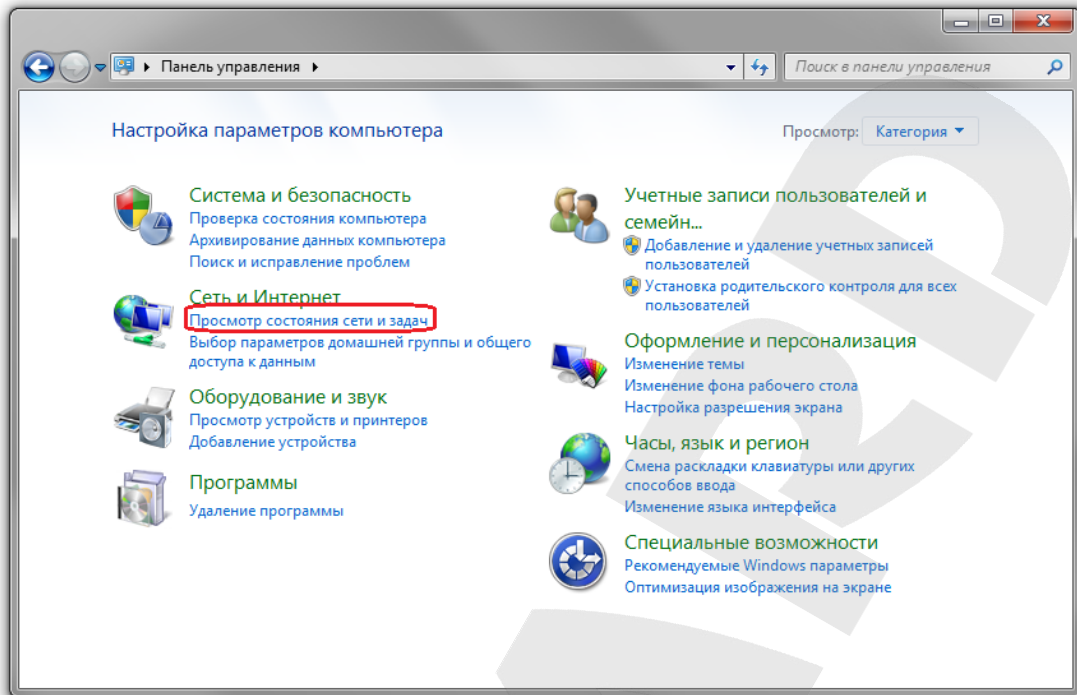 Панель управления
Поиск в панели управления
Настройка параметров компьютера
Просмотр: Категория
Система и безопасность
Проверка состояния компьютера
Архивирование данных компьютера
Поиск и исправление проблем
Сеть и Интернет
Просмотр состояния сети и задач
Выбор параметров домашней группы и общего
доступа к данным
Оборудование и звук
Просмотр устройств и принтеров
Добавление устройства
Программы
Удаление программы
Учетные записи пользователей и
семейн...
Добавление и удаление учетных записей
пользователей
Установка родительского контроля для всех
пользователей
Оформление и персонализация
Изменение темы
Изменение фона рабочего стола
Настройка разрешения экрана
Часы, язык и регион
Смена раскладки клавиатуры или других
способов ввода
Изменение языка интерфейса
Специальные возможности
Рекомендуемые Windows параметры
Оптимизация изображения на экране